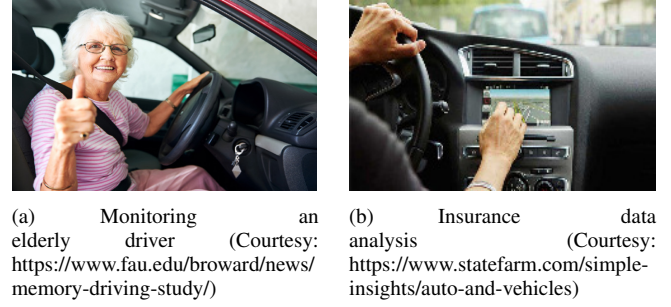 (a) Monitoring an
elderly driver (Courtesy:
https://www.fau.edu/broward/news/
memory-driving-study/)
(b) Insurance data
analysis (Courtesy:
https://www.statefarm.com/simple-
insights/auto-and-vehicles)